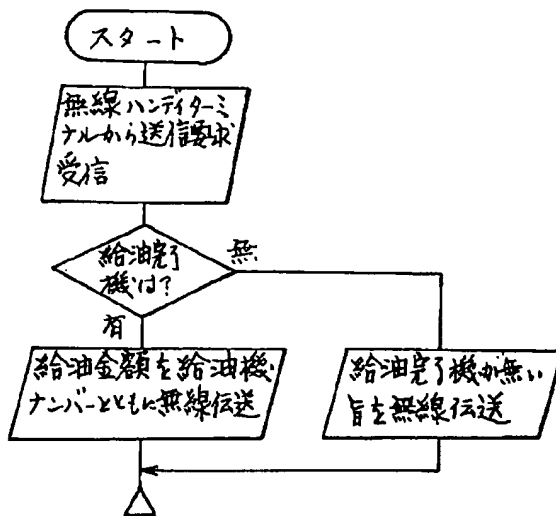 スタート
無線ハンディターミ
ナルから送信要求
受信
給油完了
機は?
無
有
給油金額を給油機
ナンバーとともに無線伝送
給油完了機が無い
旨を無線伝送